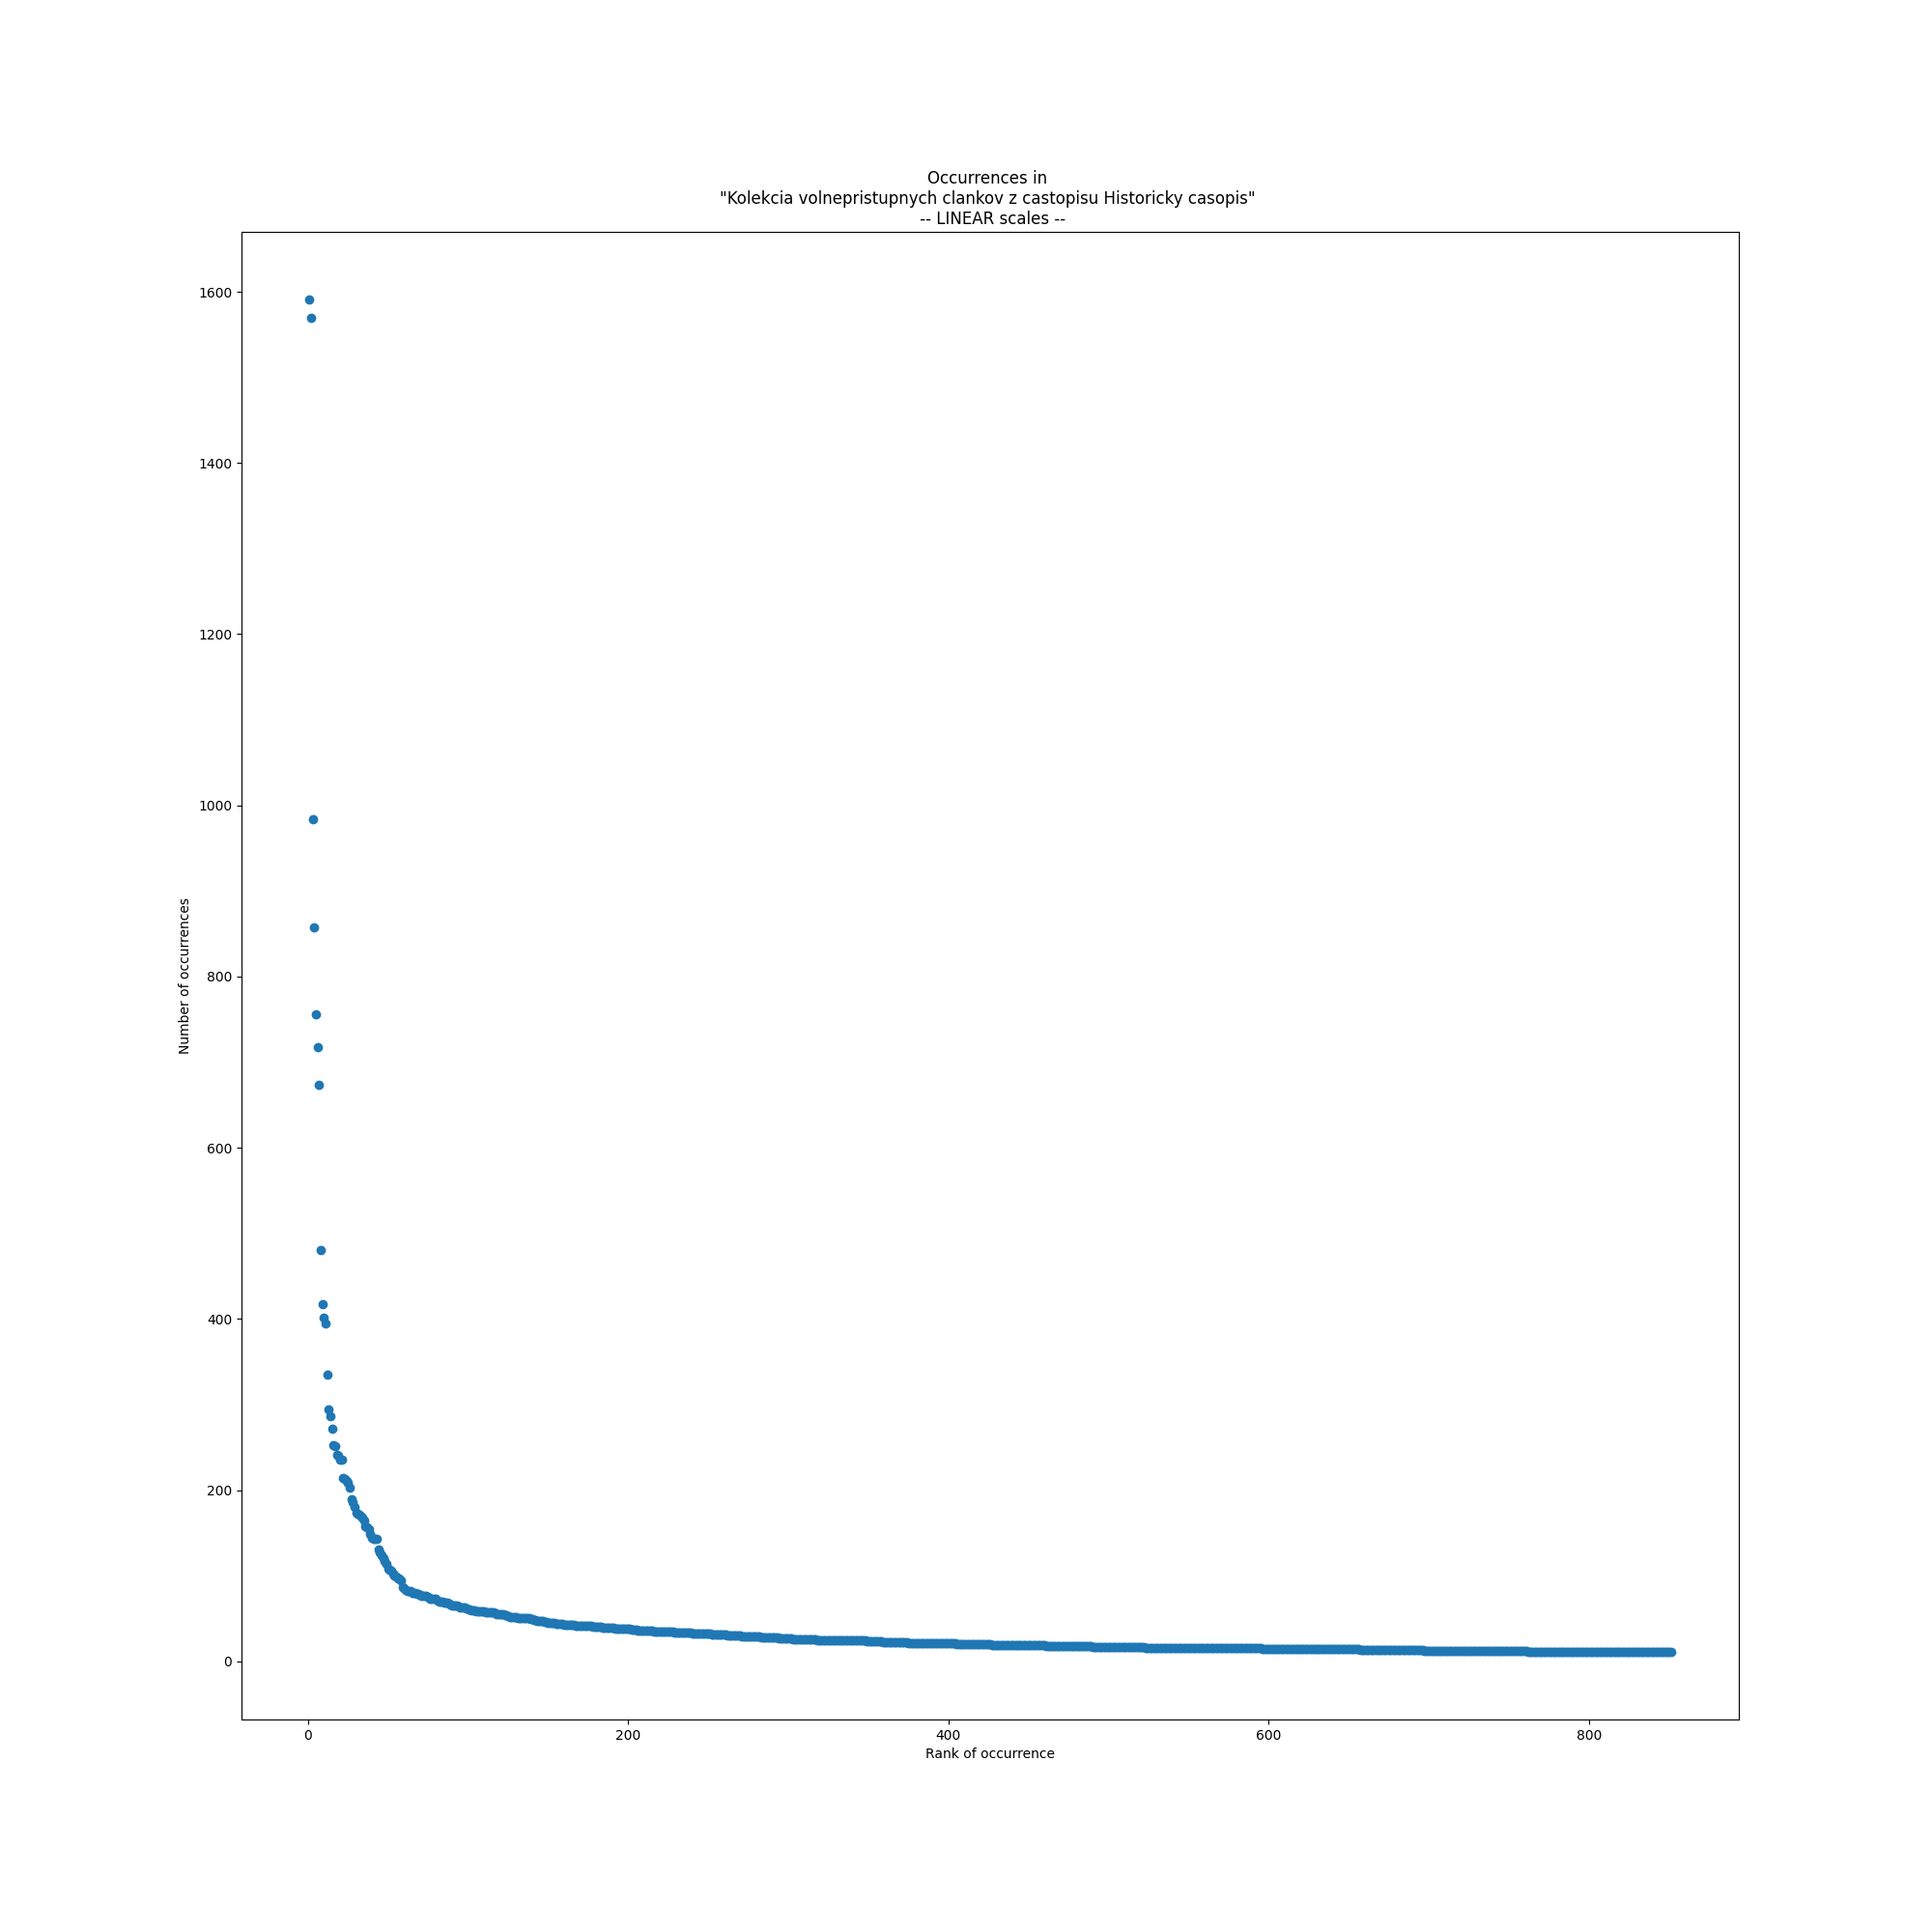 Occurrences in
"Kolekcia volnepristupnych clankov z castopisu Historicky casopis"
-- LINEAR scales --
1600
1400
1200
1000
800
600
400
200
0
Number of occurrences
0 200 400 600 800
Rank of occurrence